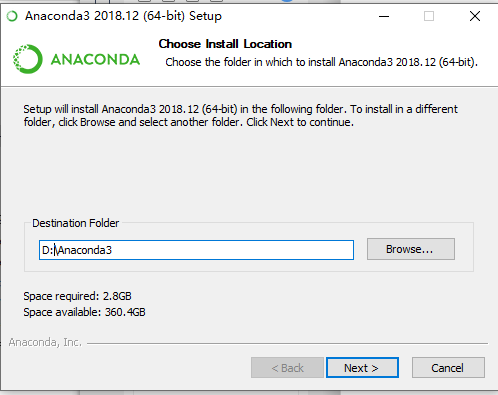 Anaconda3 2018.12 (64-bit) Setup
Choose Install Location
Choose the folder in which to install Anaconda3 2018.12 (64-bit).
ANACONDA
Setup will install Anaconda3 2018.12 (64-bit) in the following folder. To install in a different
folder, click Browse and select another folder. Click Next to continue.
Destination Folder
D:\Anaconda3
Browse...
Space required: 2.8GB
Space available: 360.4GB
Anaconda, Inc.
< Back
Next >
Cancel